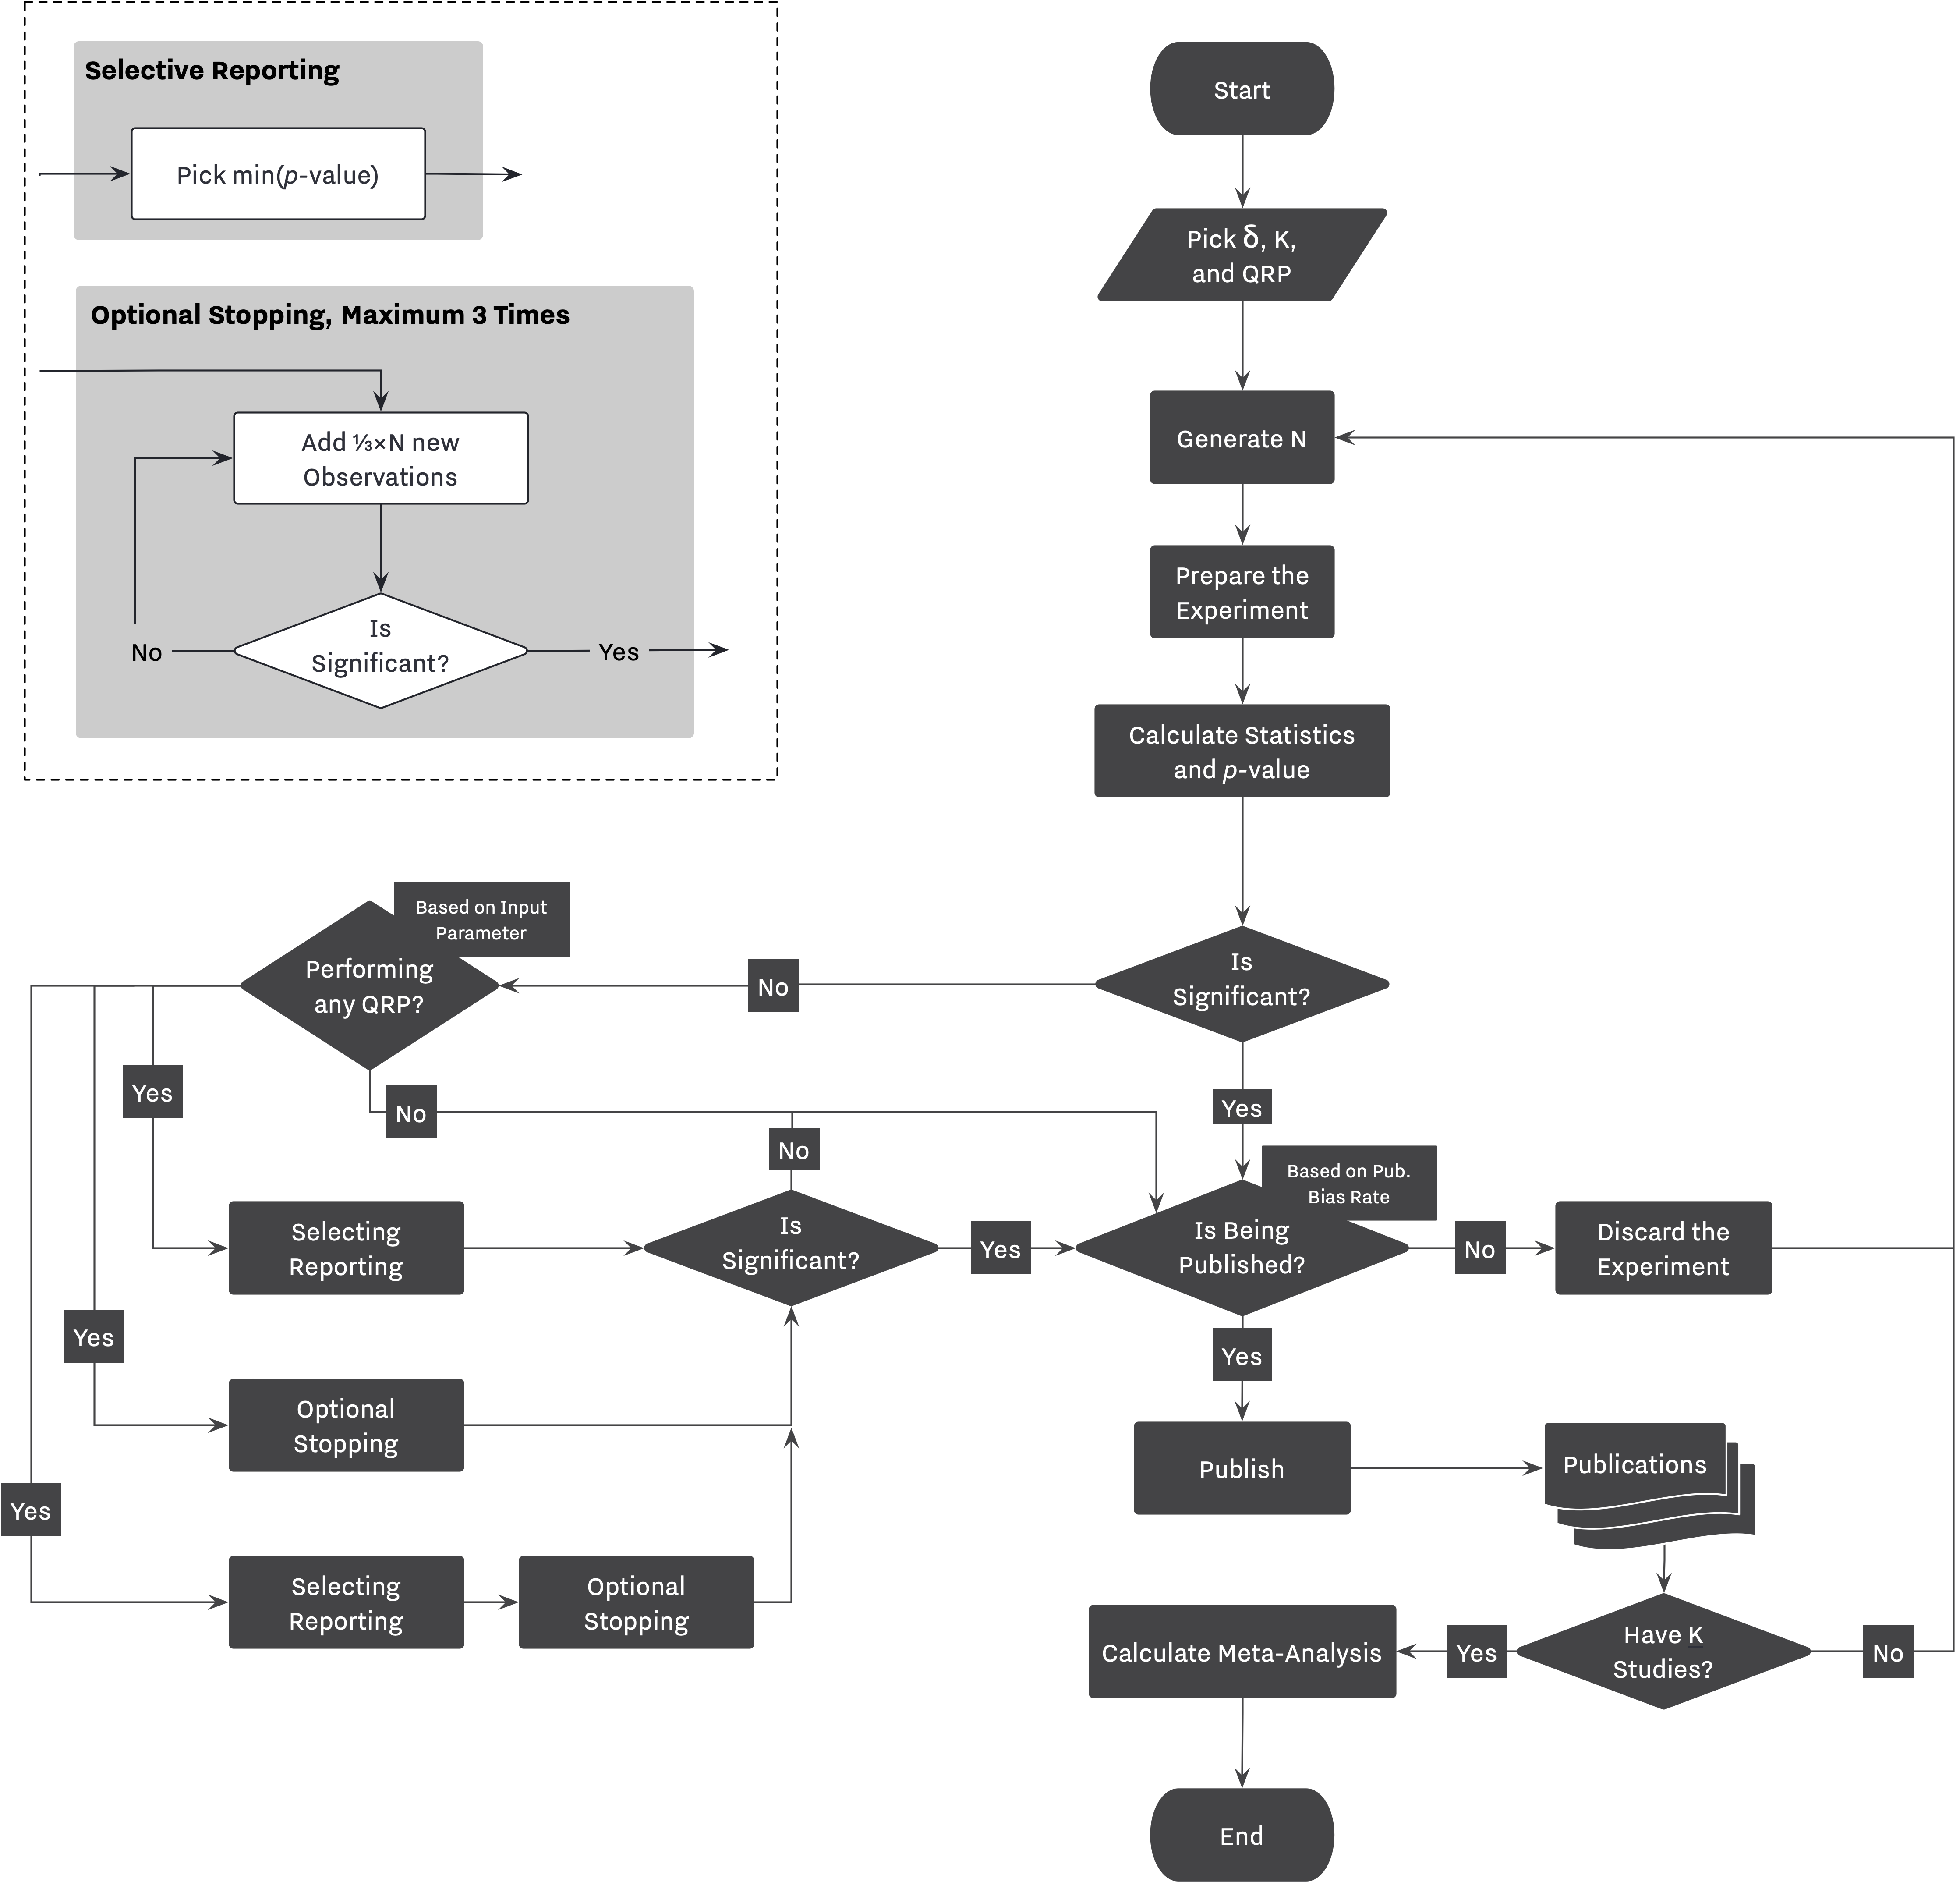 Selective Reporting
Pick min(p-value)
Optional Stopping, Maximum 3 Times
Add ⅓×N new
Observations
Is
Significant?
No
Yes
Start
Pick δ, K,
and QRP
Generate N
Prepare the
Experiment
Calculate Statistics
and p-value
Is
Significant?
No
Yes
Based on Input
Parameter
Performing
any QRP?
Yes
No
No
Selecting
Reporting
Is
Significant?
Yes
Based on Pub.
Bias Rate
Is Being
Published?
No
Discard the
Experiment
Yes
Optional
Stopping
Yes
Publish
Publications
Yes
Selecting
Reporting
Optional
Stopping
Have K
Studies?
No
Yes
Calculate Meta-Analysis
End